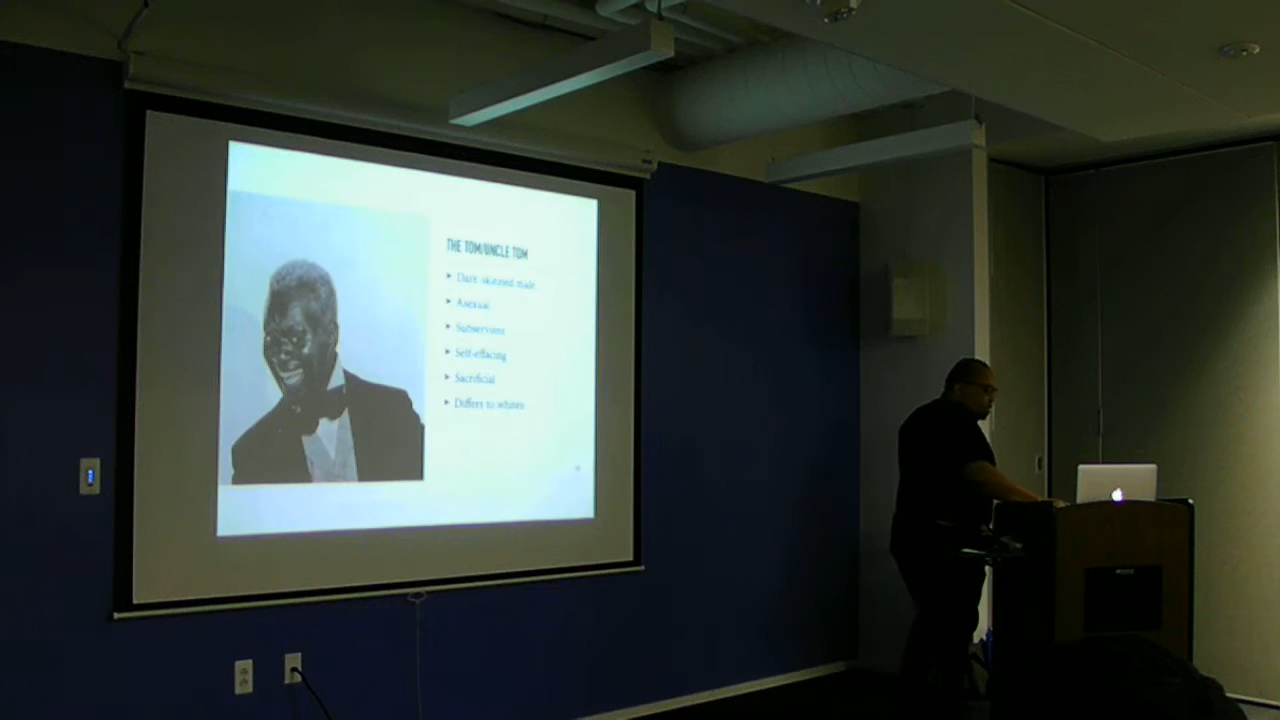 THE TOM/UNCLE TOM
Dark-skinned male
Asexual
Subservient
Self-effacing
Sacrificial
Differs to whites